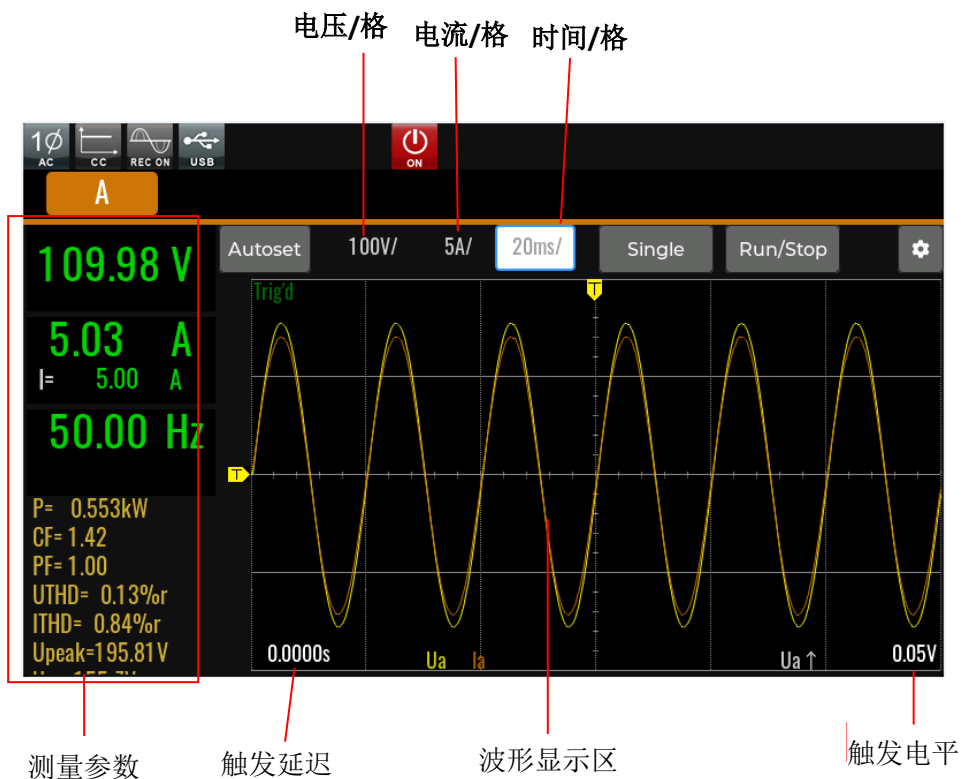 电压/格 电流/格 时间/格
1Ø AC CC REC ON USB ON
A
109.98 V
5.03 A
I= 5.00 A
50.00 Hz
P= 0.553kW
CF= 1.42
PF= 1.00
UTHD= 0.13%r
ITHD= 0.84%r
Upeak=195.81V
Autoset 100V/ 5A/ 20ms/ Single Run/Stop
Trig'd T
T
0.0000s Ua Ia Ua↑ 0.05V
测量参数 触发延迟 波形显示区 触发电平